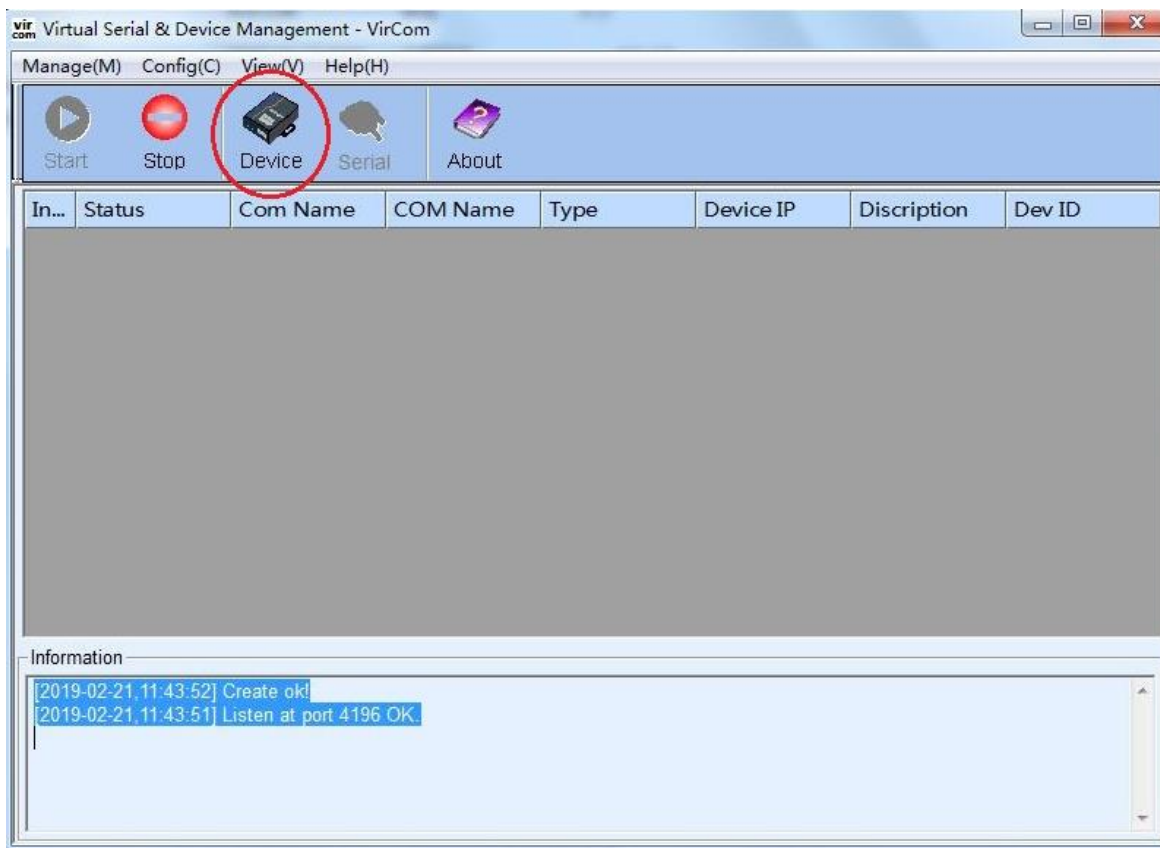 vir com Virtual Serial & Device Management - VirCom
Manage(M) Config(C) View(V) Help(H)
Start Stop Device Serial About
In... Status Com Name COM Name Type Device IP Discription Dev ID
Information
[2019-02-21,11:43:52] Create ok!
[2019-02-21,11:43:51] Listen at port 4196 OK.